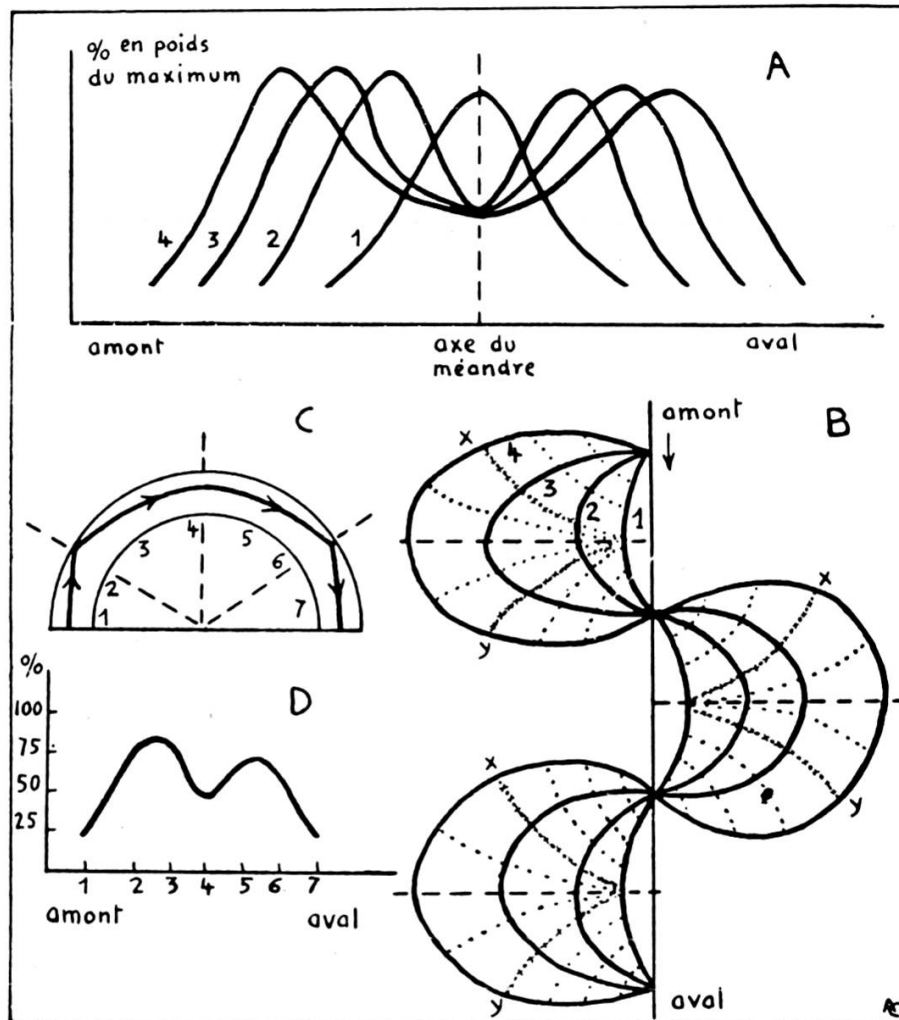 A
% en poids
du maximum
4
3
2
1
amont
axe du
méandre
aval
C
1
2
3
4
5
6
7
B
amont
x
4
3
2
1
y
x
y
x
y
aval
D
%
100
75
50
25
1 2 3 4 5 6 7
amont
aval